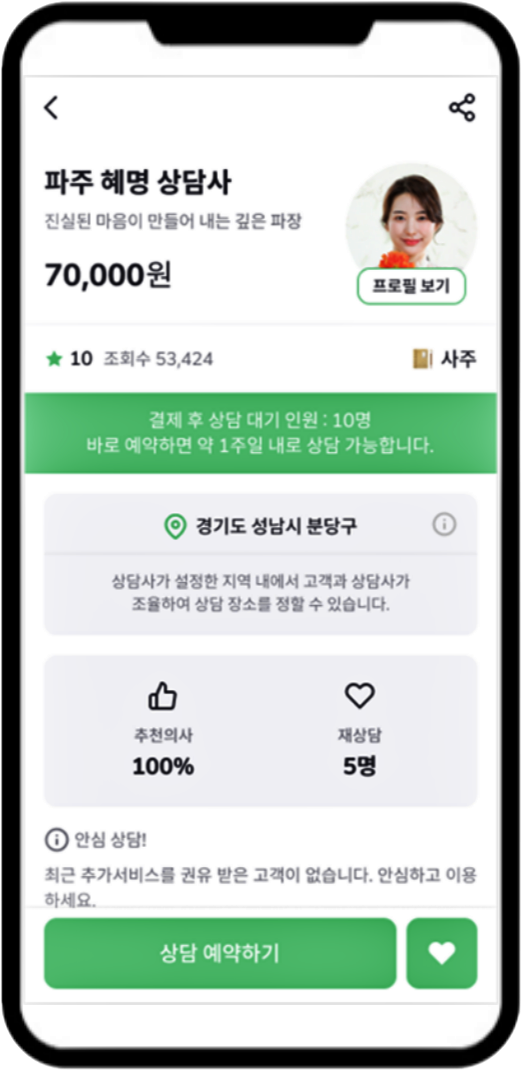 파주 혜명 상담사
진실된 마음이 만들어 내는 깊은 파장
70,000원
프로필 보기
10 조회수 53,424
사주
결제 후 상담 대기 인원 : 10명
바로 예약하면 약 1주일 내로 상담 가능합니다.
경기도 성남시 분당구
상담사가 설정한 지역 내에서 고객과 상담사가
조율하여 상담 장소를 정할 수 있습니다.
추천의사
100%
재상담
5명
안심 상담!
최근 추가서비스를 권유 받은 고객이 없습니다. 안심하고 이용
하세요.
상담 예약하기